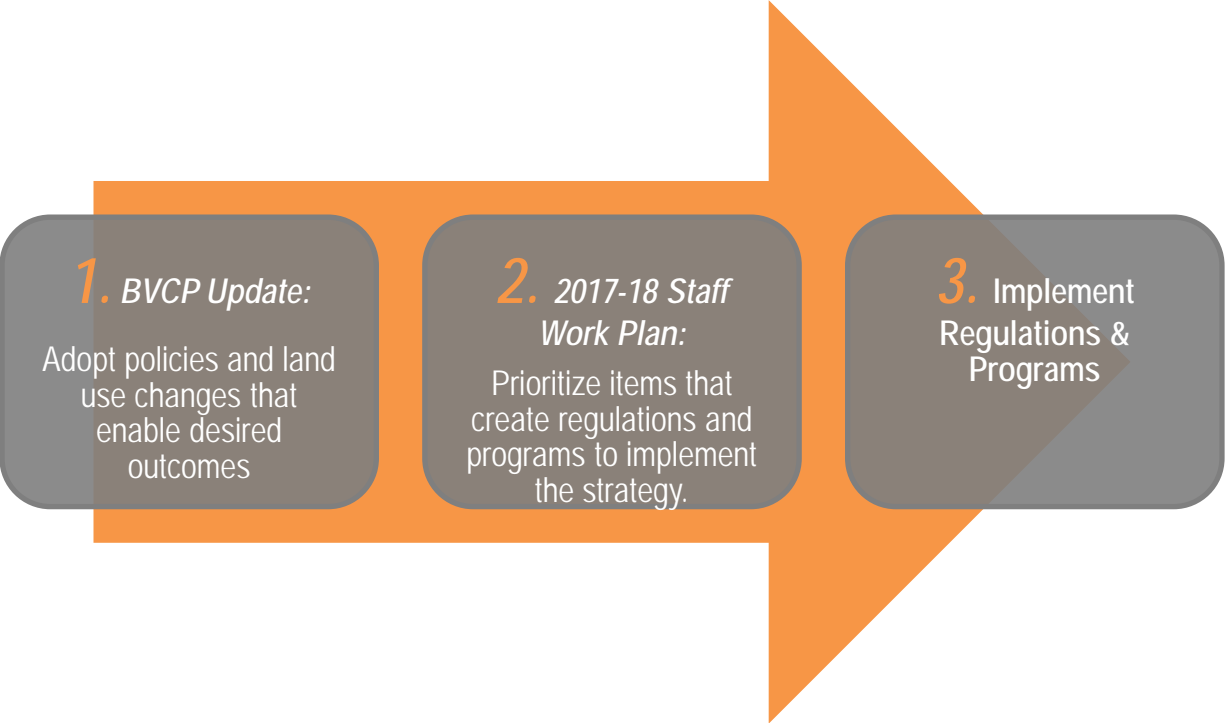 1. BVCP Update:
Adopt policies and land
use changes that
enable desired
outcomes
2. 2017-18 Staff
Work Plan:
Prioritize items that
create regulations and
programs to implement
the strategy.
3. Implement
Regulations &
Programs